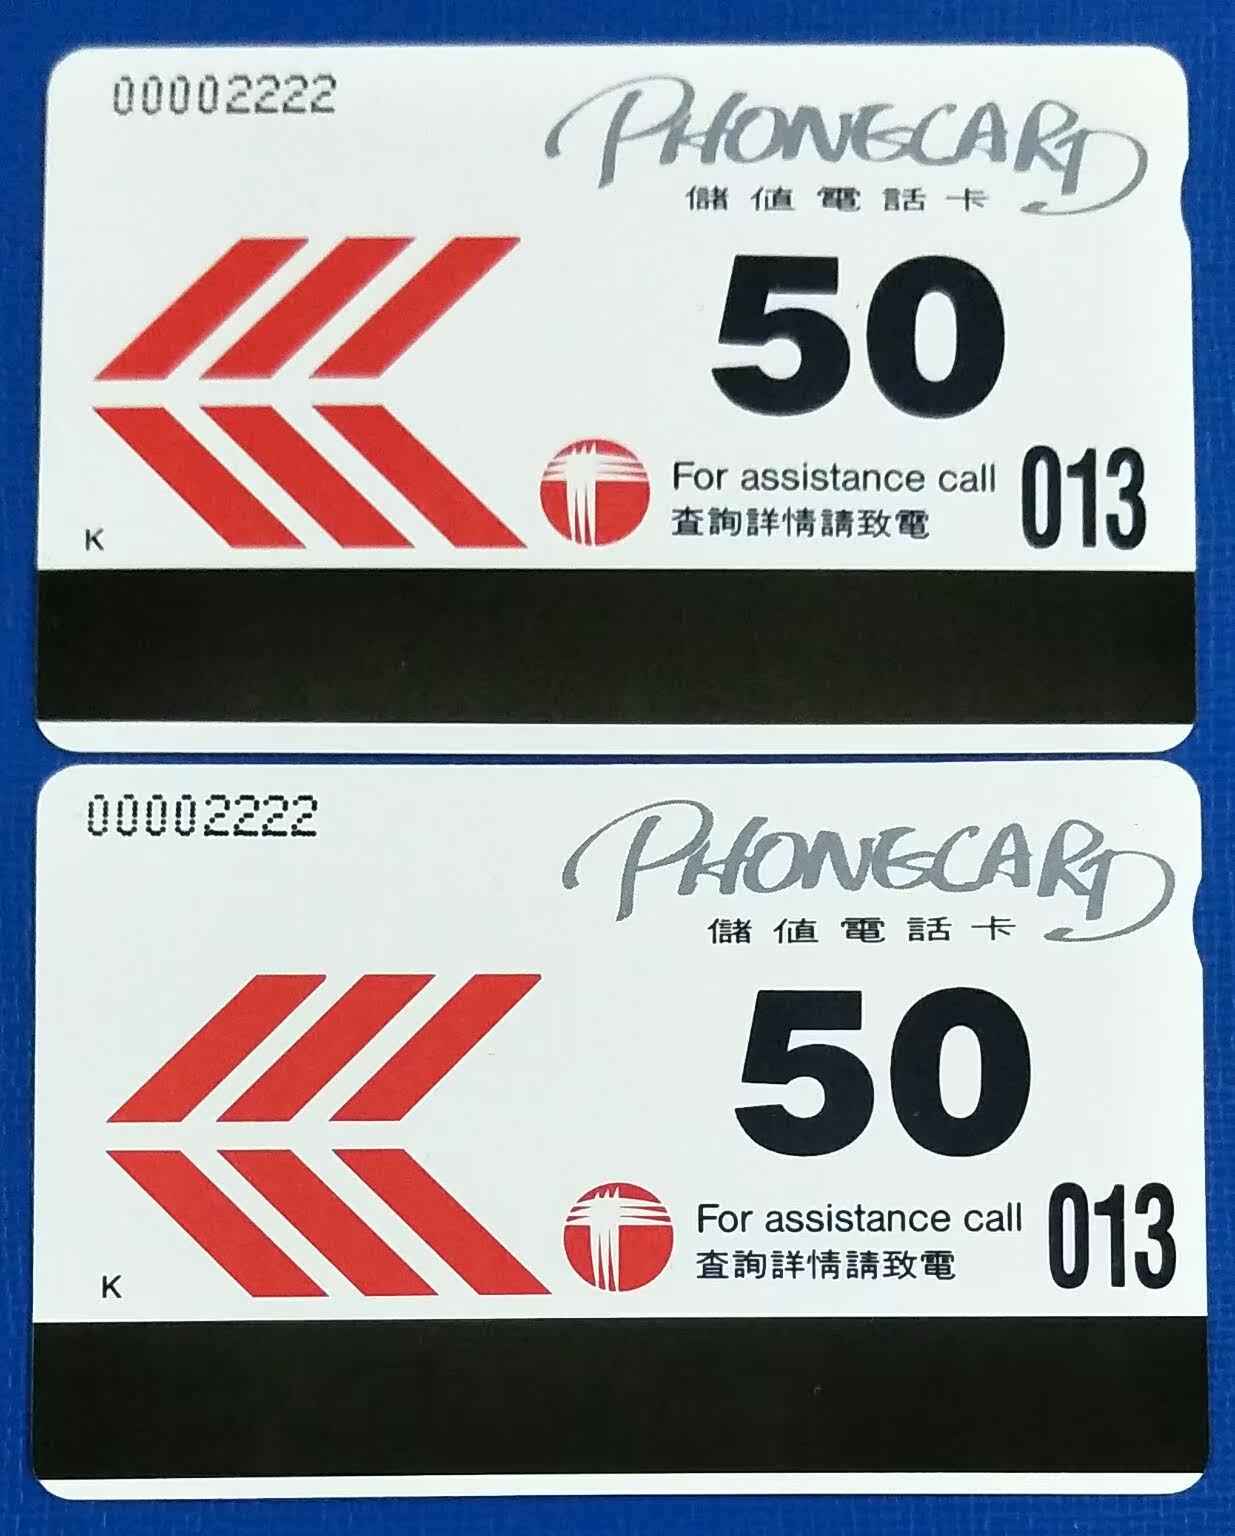 00002222
PHONECARD
儲值電話卡
50
For assistance call 013
查詢詳情請致電
K
00002222
PHONECARD
儲值電話卡
50
For assistance call 013
查詢詳情請致電
K